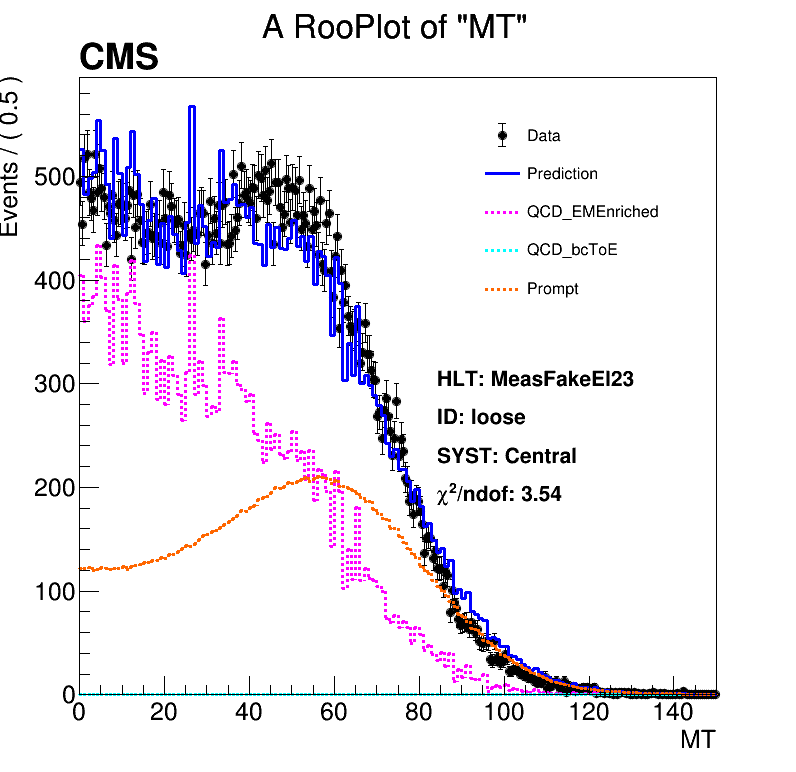 A RooPlot of "MT"
CMS
Events / ( 0.5 )
500
400
300
200
100
0
Data
Prediction
QCD_EMEnriched
QCD_bcToE
Prompt
HLT: MeasFakeEl23
ID: loose
SYST: Central
χ²/ndof: 3.54
0 20 40 60 80 100 120 140
MT